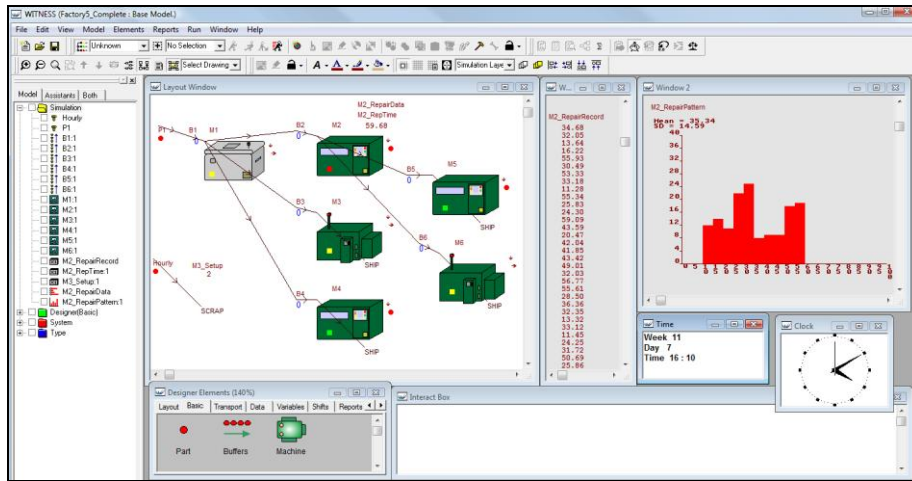 WITNESS (Factory5_Complete : Base Model.)
File Edit View Model Elements Reports Run Window Help
Unknown No Selection
Select Drawing Simulation Laye
Model Assistants Both
Simulation
Hourly
P1
B1:1
B2:1
B3:1
B4:1
B5:1
B6:1
M1:1
M2:1
M3:1
M4:1
M5:1
M6:1
M2_RepairRecord
M2_RepTime:1
M3_Setup:1
M2_RepairData
M2_RepairPattern:1
Designer(Basic)
System
Type
Layout Window
M2_RepairData
M2_RepTime
59.68
P1 B1 M1 B2 M2
0 0
B5 M5
0
SHIP
B3 M3
0
SHIP
B6 M6
0
SHIP
Hourly M3_Setup
2
SCRAP
B4 M4
0
SHIP
W...
M2_RepairRecord
34.68
32.05
13.64
16.22
55.93
30.49
53.33
33.18
11.28
55.34
25.83
24.30
59.09
43.59
20.47
42.04
41.85
43.42
49.01
32.03
56.77
55.61
28.50
36.36
32.35
13.32
33.12
11.45
24.25
31.72
50.69
25.86
Window 2
M2_RepairPattern
Mean = 35.34
SD = 14.59
40
36
32
28
24
20
16
12
8
4
0
Time
Week 11
Day 7
Time 16 : 10
Clock
Designer Elements (140%)
Layout Basic Transport Data Variables Shifts Reports
Part Buffers Machine
Interact Box